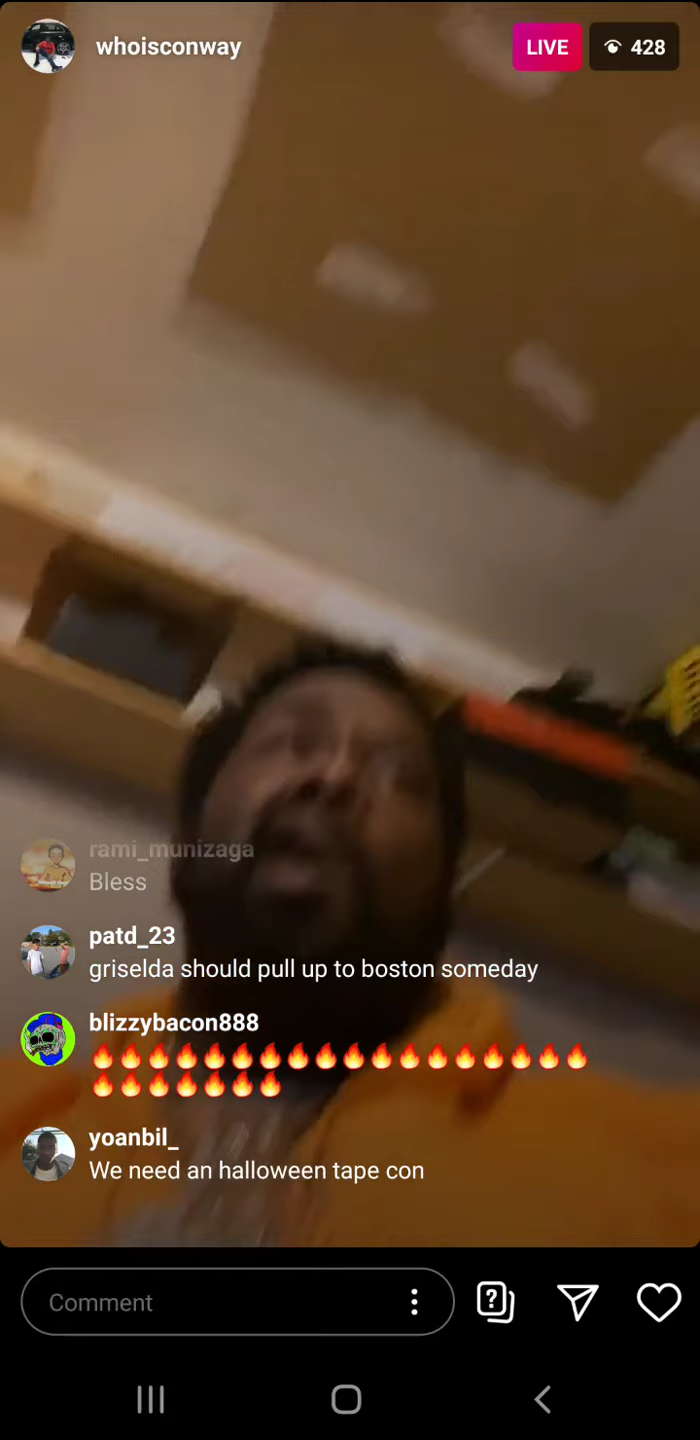 whoisconway
LIVE
428
rami_munizaga
Bless
patd_23
griselda should pull up to boston someday
blizzybacon888
🔥🔥🔥🔥🔥🔥🔥🔥🔥🔥🔥🔥🔥🔥🔥🔥🔥🔥
🔥🔥🔥🔥🔥🔥🔥
yoanbil_
We need an halloween tape con
Comment